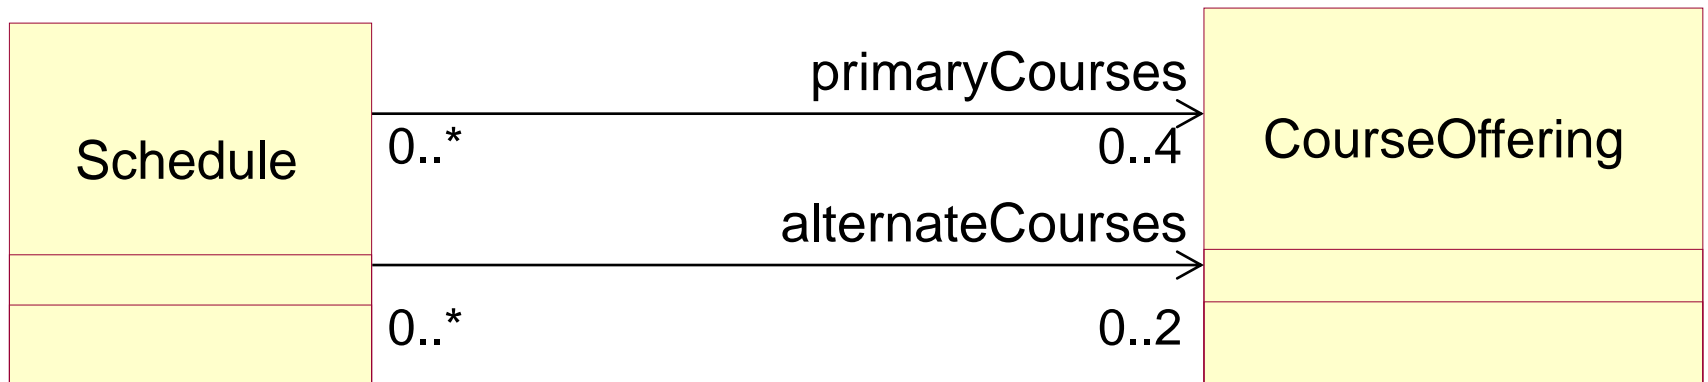 primaryCourses
Schedule
0..*
0..4
CourseOffering
alternateCourses
0..*
0..2